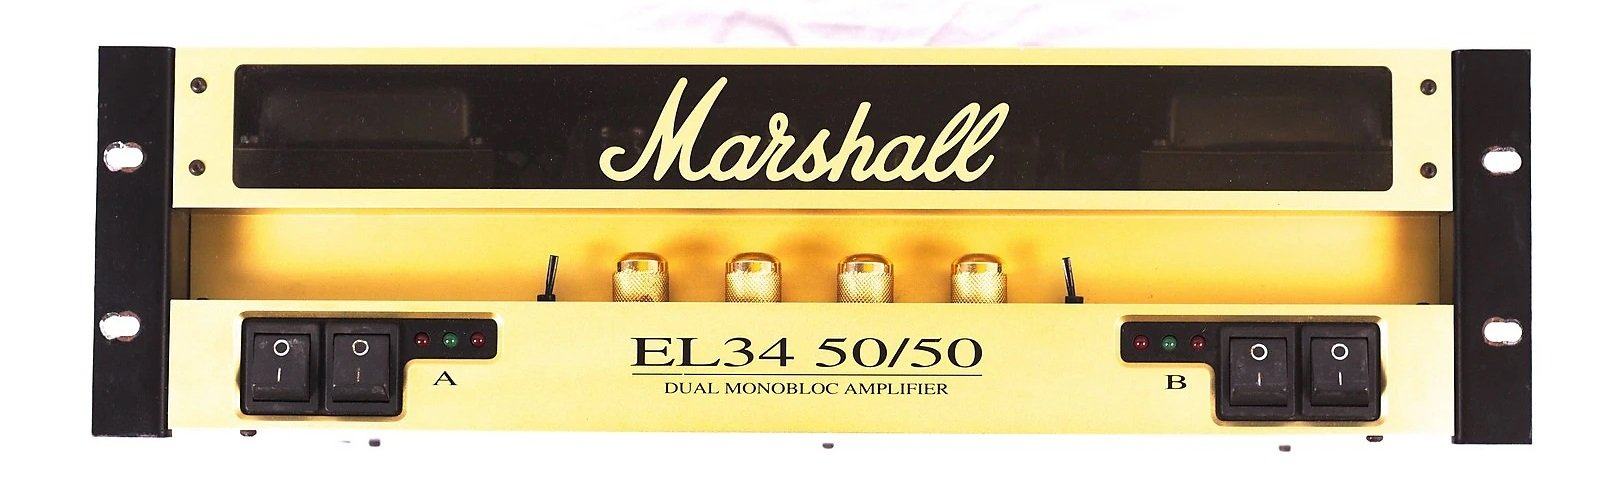 Marshall
EL34 50/50
DUAL MONOBLOC AMPLIFIER
A
B